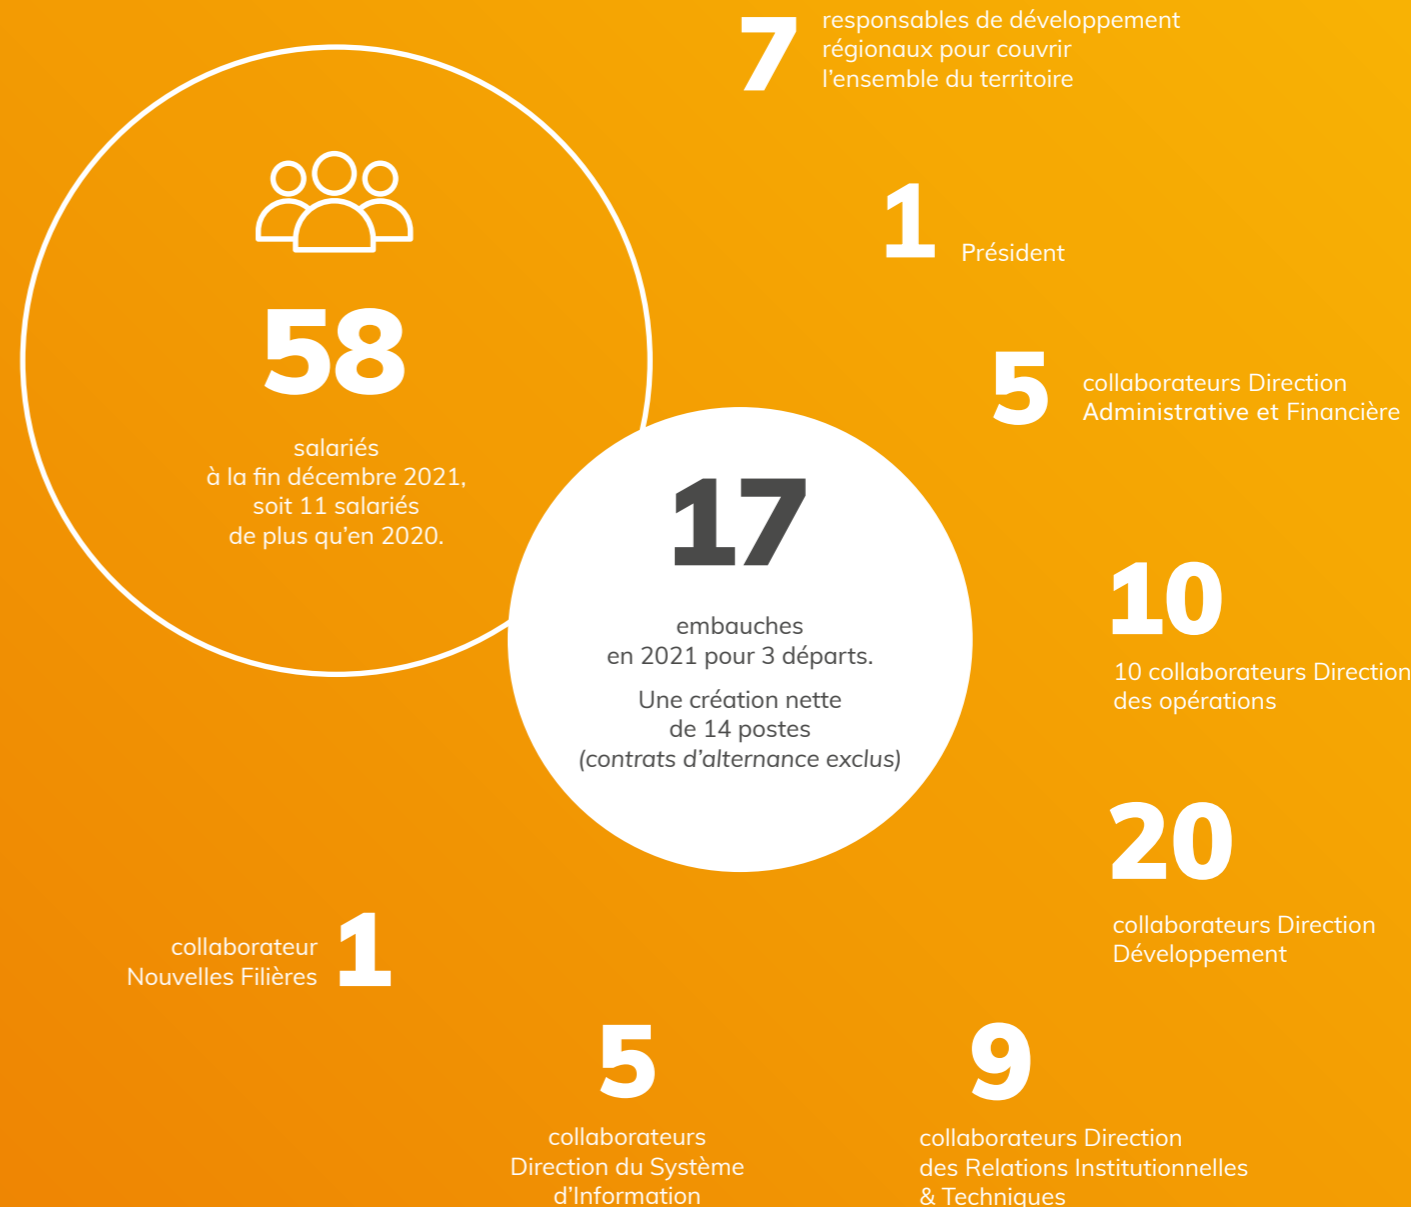 7
responsables de développement
régionaux pour couvrir
l'ensemble du territoire
1
Président
58
salariés
à la fin décembre 2021,
soit 11 salariés
de plus qu'en 2020.
5
collaborateurs Direction
Administrative et Financière
17
embauches
en 2021 pour 3 départs.
Une création nette
de 14 postes
(contrats d'alternance exclus)
10
10 collaborateurs Direction
des opérations
20
collaborateurs Direction
Développement
collaborateur
Nouvelles Filières
1
5
collaborateurs
Direction du Système
d'Information
9
collaborateurs Direction
des Relations Institutionnelles
& Techniques